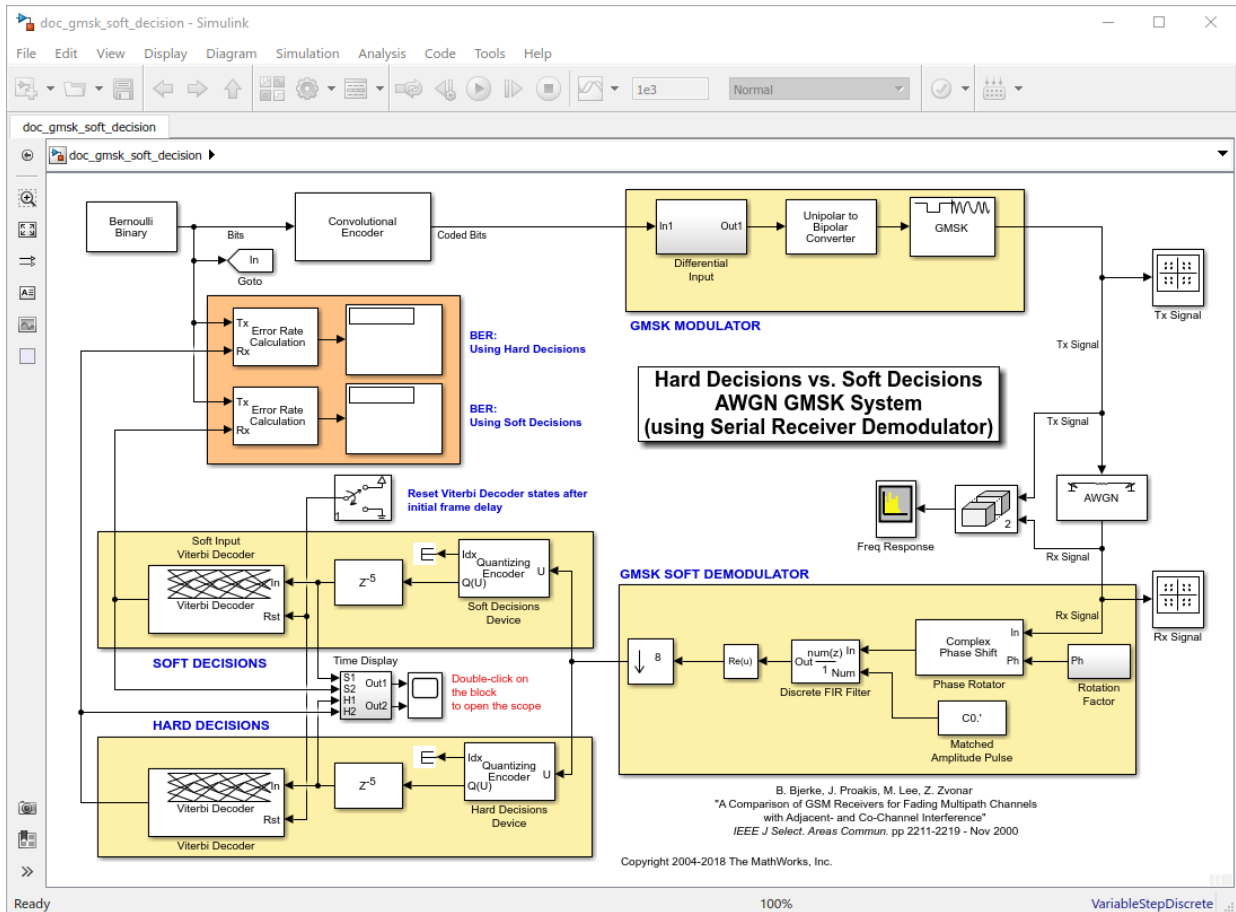 doc_gmsk_soft_decision - Simulink
File Edit View Display Diagram Simulation Analysis Code Tools Help
1e3 Normal
doc_gmsk_soft_decision
doc_gmsk_soft_decision
Bernoulli
Binary
Bits
In
Goto
Convolutional
Encoder
Coded Bits
In1 Out1
Differential
Input
Unipolar to
Bipolar
Converter
GMSK
GMSK MODULATOR
Tx Signal
Tx Signal
Tx
Rx
Error Rate
Calculation
BER:
Using Hard Decisions
Tx
Rx
Error Rate
Calculation
BER:
Using Soft Decisions
Hard Decisions vs. Soft Decisions
AWGN GMSK System
(using Serial Receiver Demodulator)
Tx Signal
AWGN
2
Freq Response
Rx Signal
Rx Signal
Rx Signal
1
Reset Viterbi Decoder states after
initial frame delay
Soft Input
Viterbi Decoder
In
Viterbi Decoder
Rst
Z-5
Idx
Quantizing
Encoder
Q(U)
U
Soft Decisions
Device
SOFT DECISIONS
GMSK SOFT DEMODULATOR
8
Re(u)
num(z)
1
In
Out
Num
Discrete FIR Filter
In
Complex
Phase Shift
Ph
Phase Rotator
Ph
Rotation
Factor
C0.'
Matched
Amplitude Pulse
Time Display
S1
S2
H1
H2
Out1
Out2
Double-click on
the block
to open the scope
HARD DECISIONS
In
Viterbi Decoder
Rst
Viterbi Decoder
Z-5
Idx
Quantizing
Encoder
Q(U)
U
Hard Decisions
Device
B. Bjerke, J. Proakis, M. Lee, Z. Zvonar
"A Comparison of GSM Receivers for Fading Multipath Channels
with Adjacent- and Co-Channel Interference"
IEEE J Select. Areas Commun. pp 2211-2219 - Nov 2000
Copyright 2004-2018 The MathWorks, Inc.
Ready 100% VariableStepDiscrete